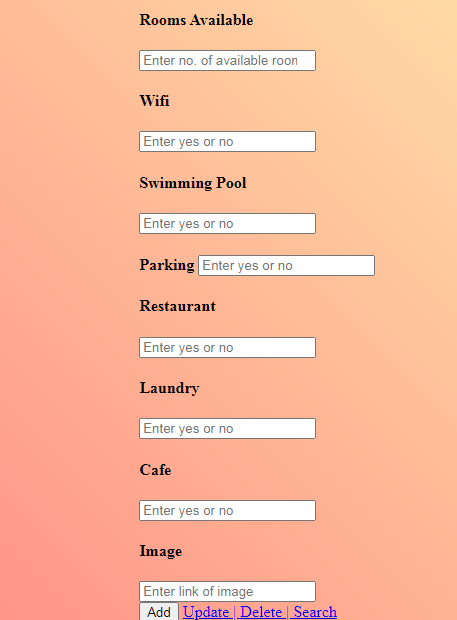 Rooms Available
Enter no. of available roon
Wifi
Enter yes or no
Swimming Pool
Enter yes or no
Parking Enter yes or no
Restaurant
Enter yes or no
Laundry
Enter yes or no
Cafe
Enter yes or no
Image
Enter link of image
Add Update | Delete | Search